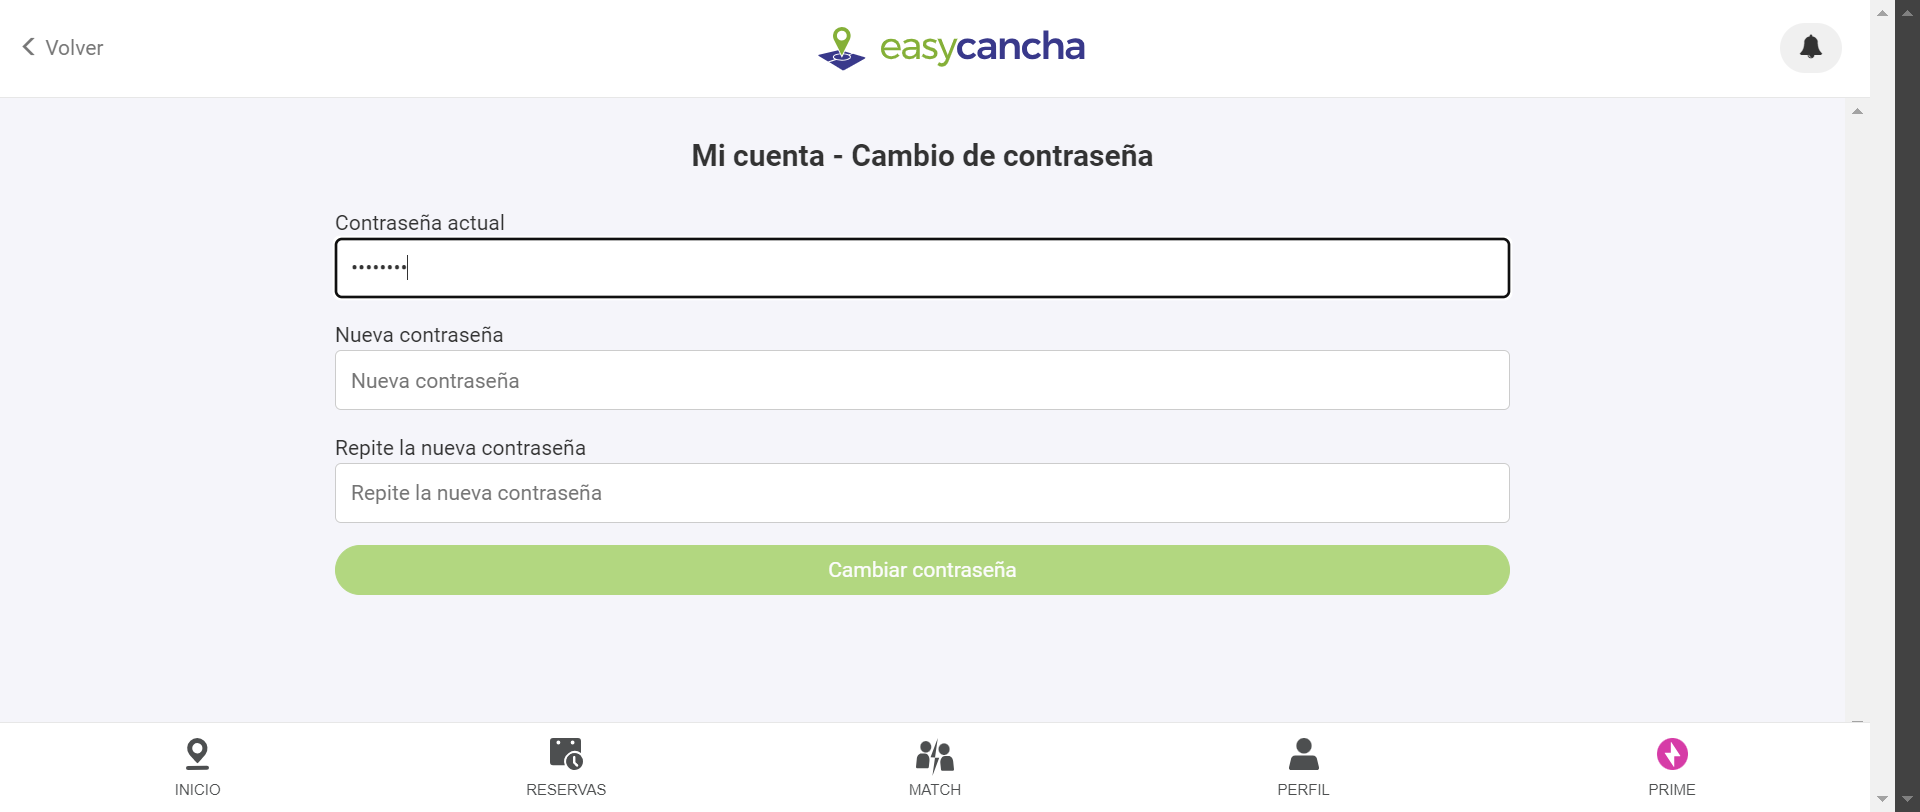 Volver
easycancha
Mi cuenta - Cambio de contraseña
Contraseña actual
••••••••
Nueva contraseña
Nueva contraseña
Repite la nueva contraseña
Repite la nueva contraseña
Cambiar contraseña
INICIO
RESERVAS
MATCH
PERFIL
PRIME